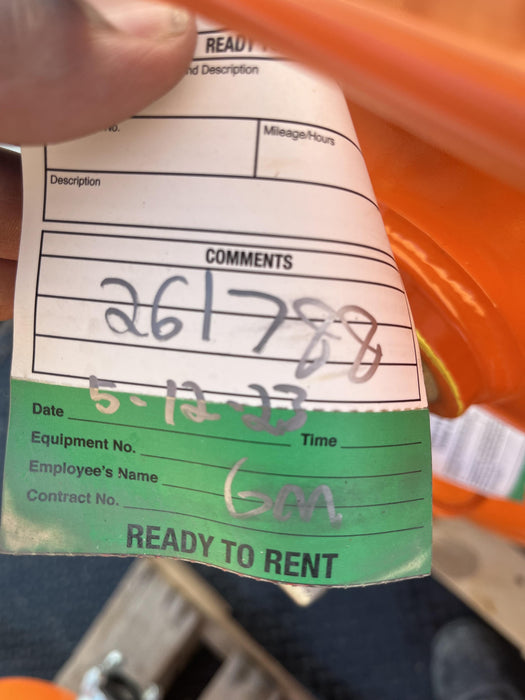 READY
nd Description
No.
Mileage/Hours
Description
COMMENTS
261788
5-12-23
Date
Time
Equipment No.
Employee's Name
Gm
Contract No.
READY TO RENT